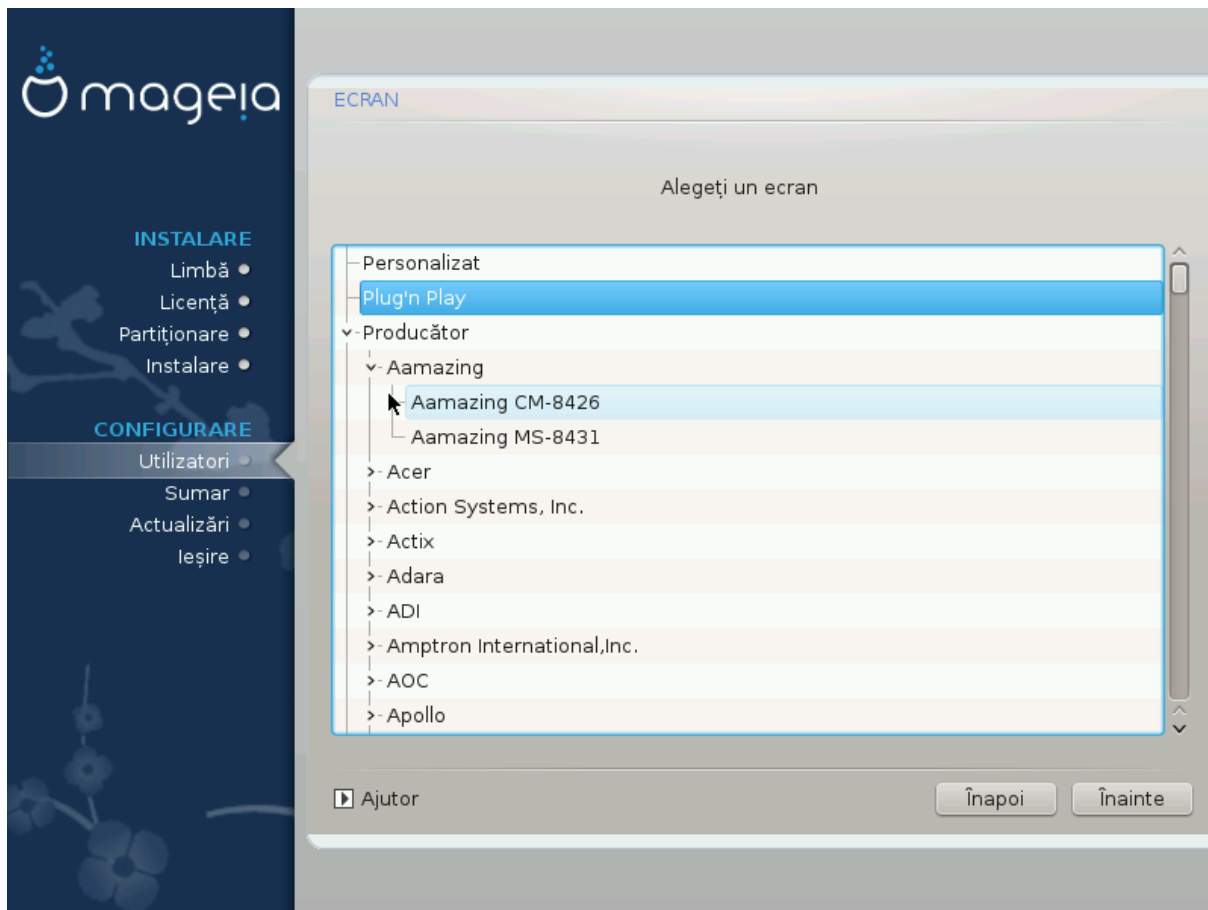 mageia
INSTALARE
Limbă
Licență
Partiționare
Instalare
CONFIGURARE
Utilizatori
Sumar
Actualizări
Ieșire
ECRAN
Alegeți un ecran
Personalizat
Plug'n Play
Producător
Aamazing
Aamazing CM-8426
Aamazing MS-8431
Acer
Action Systems, Inc.
Actix
Adara
ADI
Amptron International,Inc.
AOC
Apollo
Ajutor
Înapoi
Înainte